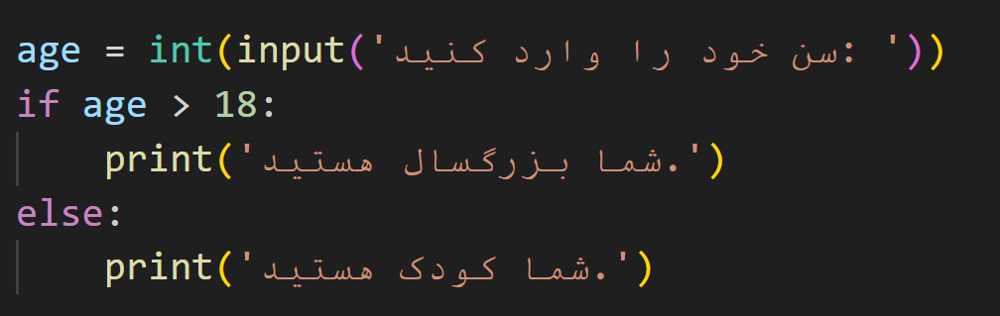 age = int(input('سن خود را وارد کنید: '))
if age > 18:
    print('شما بزرگسال هستید.')
else:
    print('شما کودک هستید.')